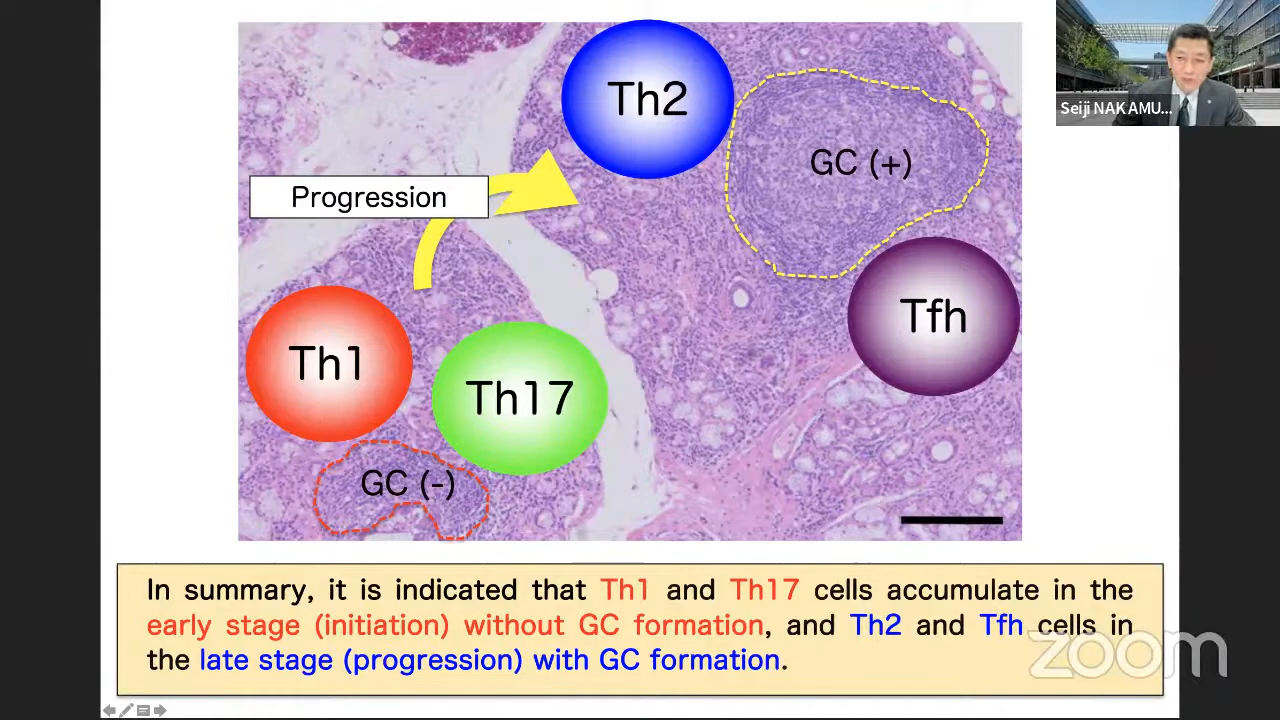 Th2
GC (+)
Seiji NAKAMU...
Progression
Tfh
Th1
Th17
GC (-)
In summary, it is indicated that Th1 and Th17 cells accumulate in the
early stage (initiation) without GC formation, and Th2 and Tfh cells in
the late stage (progression) with GC formation.
zoom